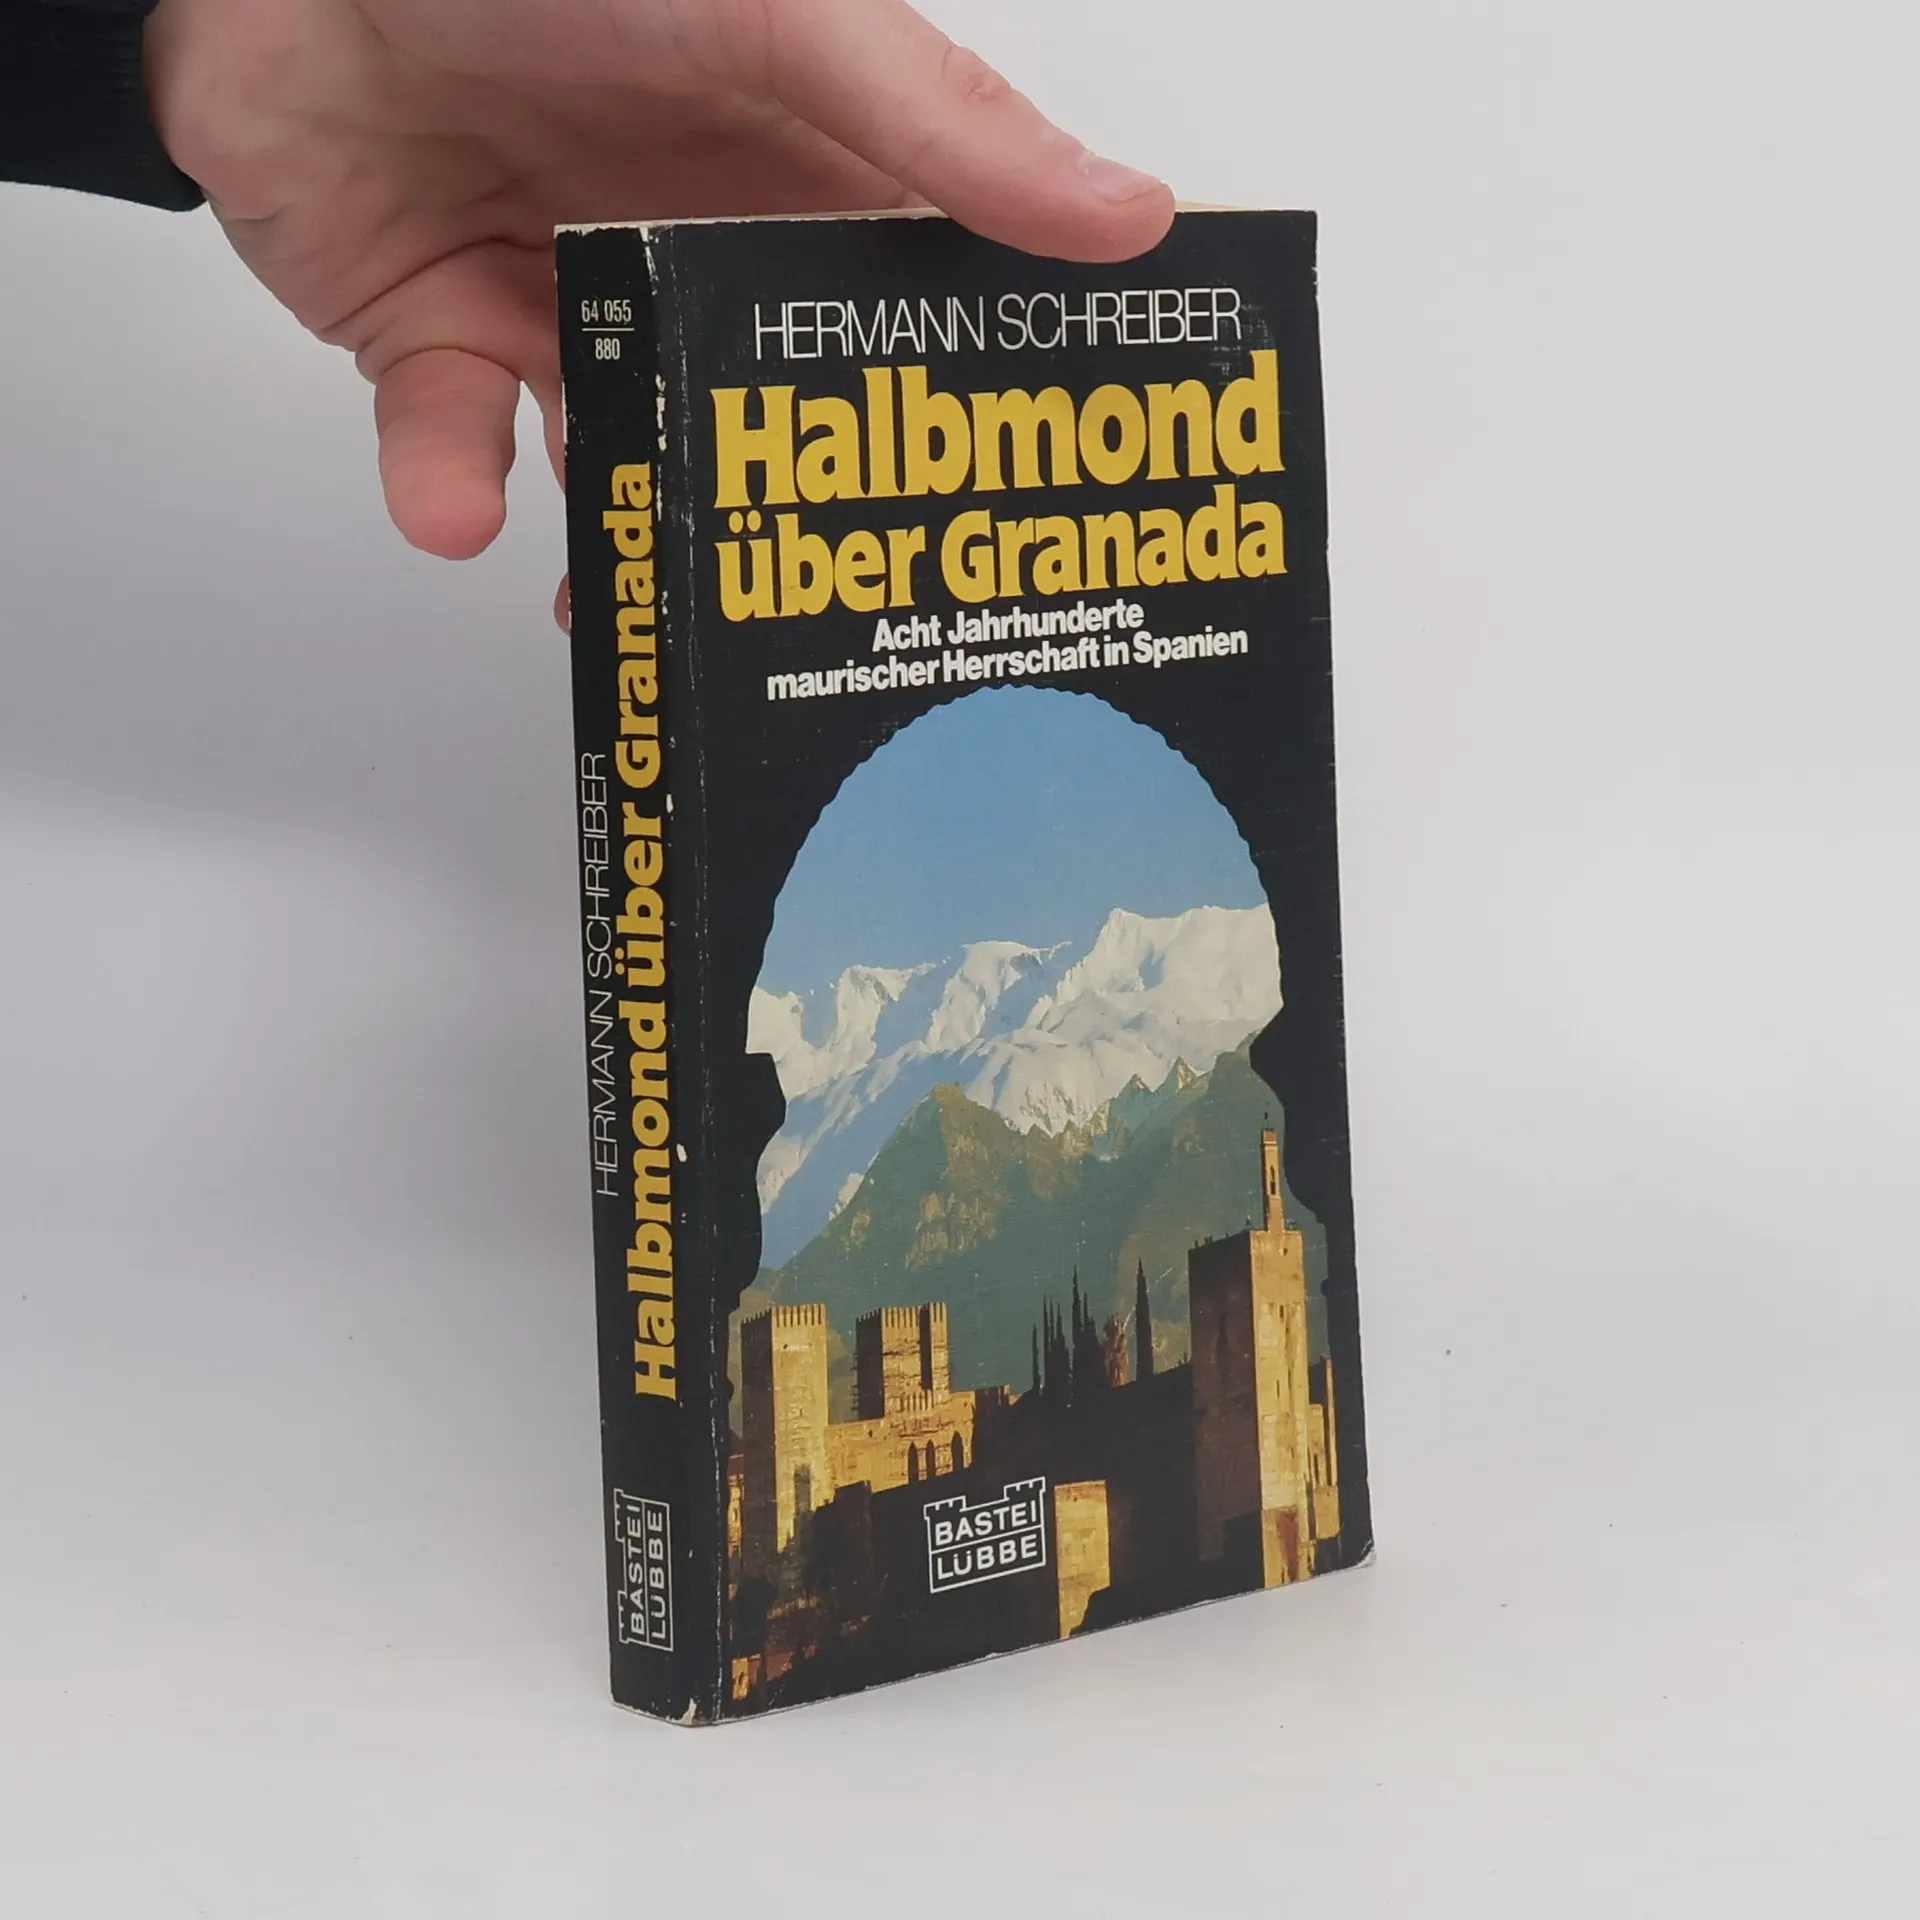 64 055
880
HERMANN SCHREIBER
Halbmond über Granada
BASTEI
LÜBBE
HERMANN SCHREIBER
Halbmond
über Granada
Acht Jahrhunderte
maurischer Herrschaft in Spanien
BASTEI
LÜBBE